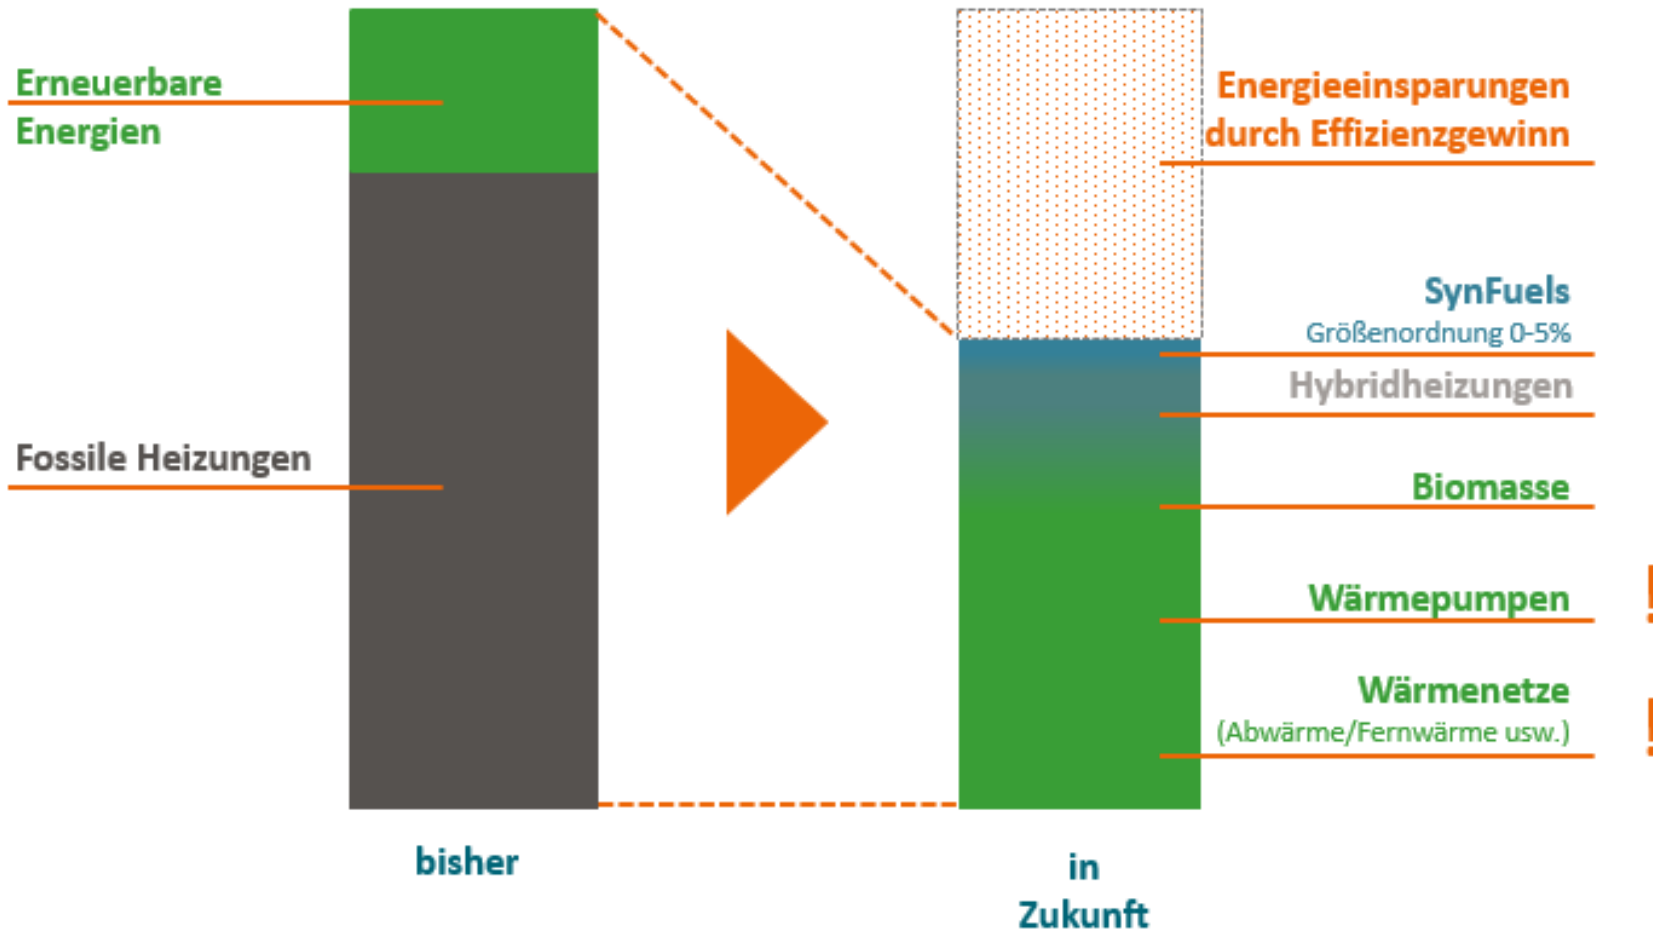 Erneuerbare
Energien
Fossile Heizungen
bisher
Energieeinsparungen
durch Effizienzgewinn
SynFuels
Größenordnung 0-5%
Hybridheizungen
Biomasse
Wärmepumpen
!
Wärmenetze
(Abwärme/Fernwärme usw.)
!
in
Zukunft